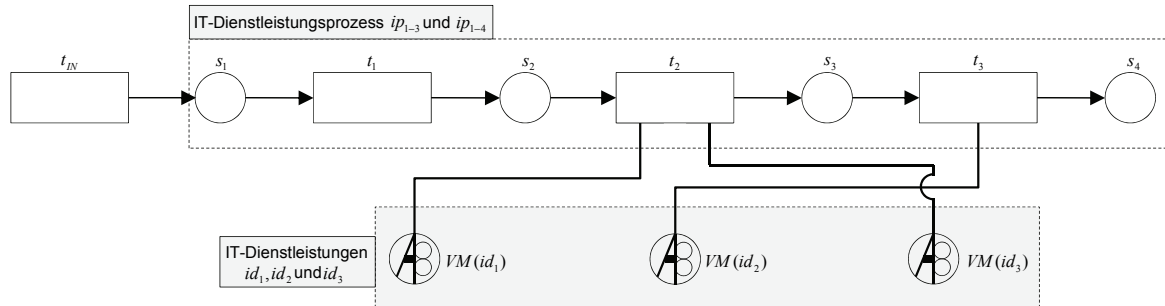 IT-Dienstleistungsprozess ip₁₋₃ und ip₁₋₄
t_IN
s₁
t₁
s₂
t₂
s₃
t₃
s₄
IT-Dienstleistungen
id₁, id₂ und id₃
VM(id₁)
VM(id₂)
VM(id₃)